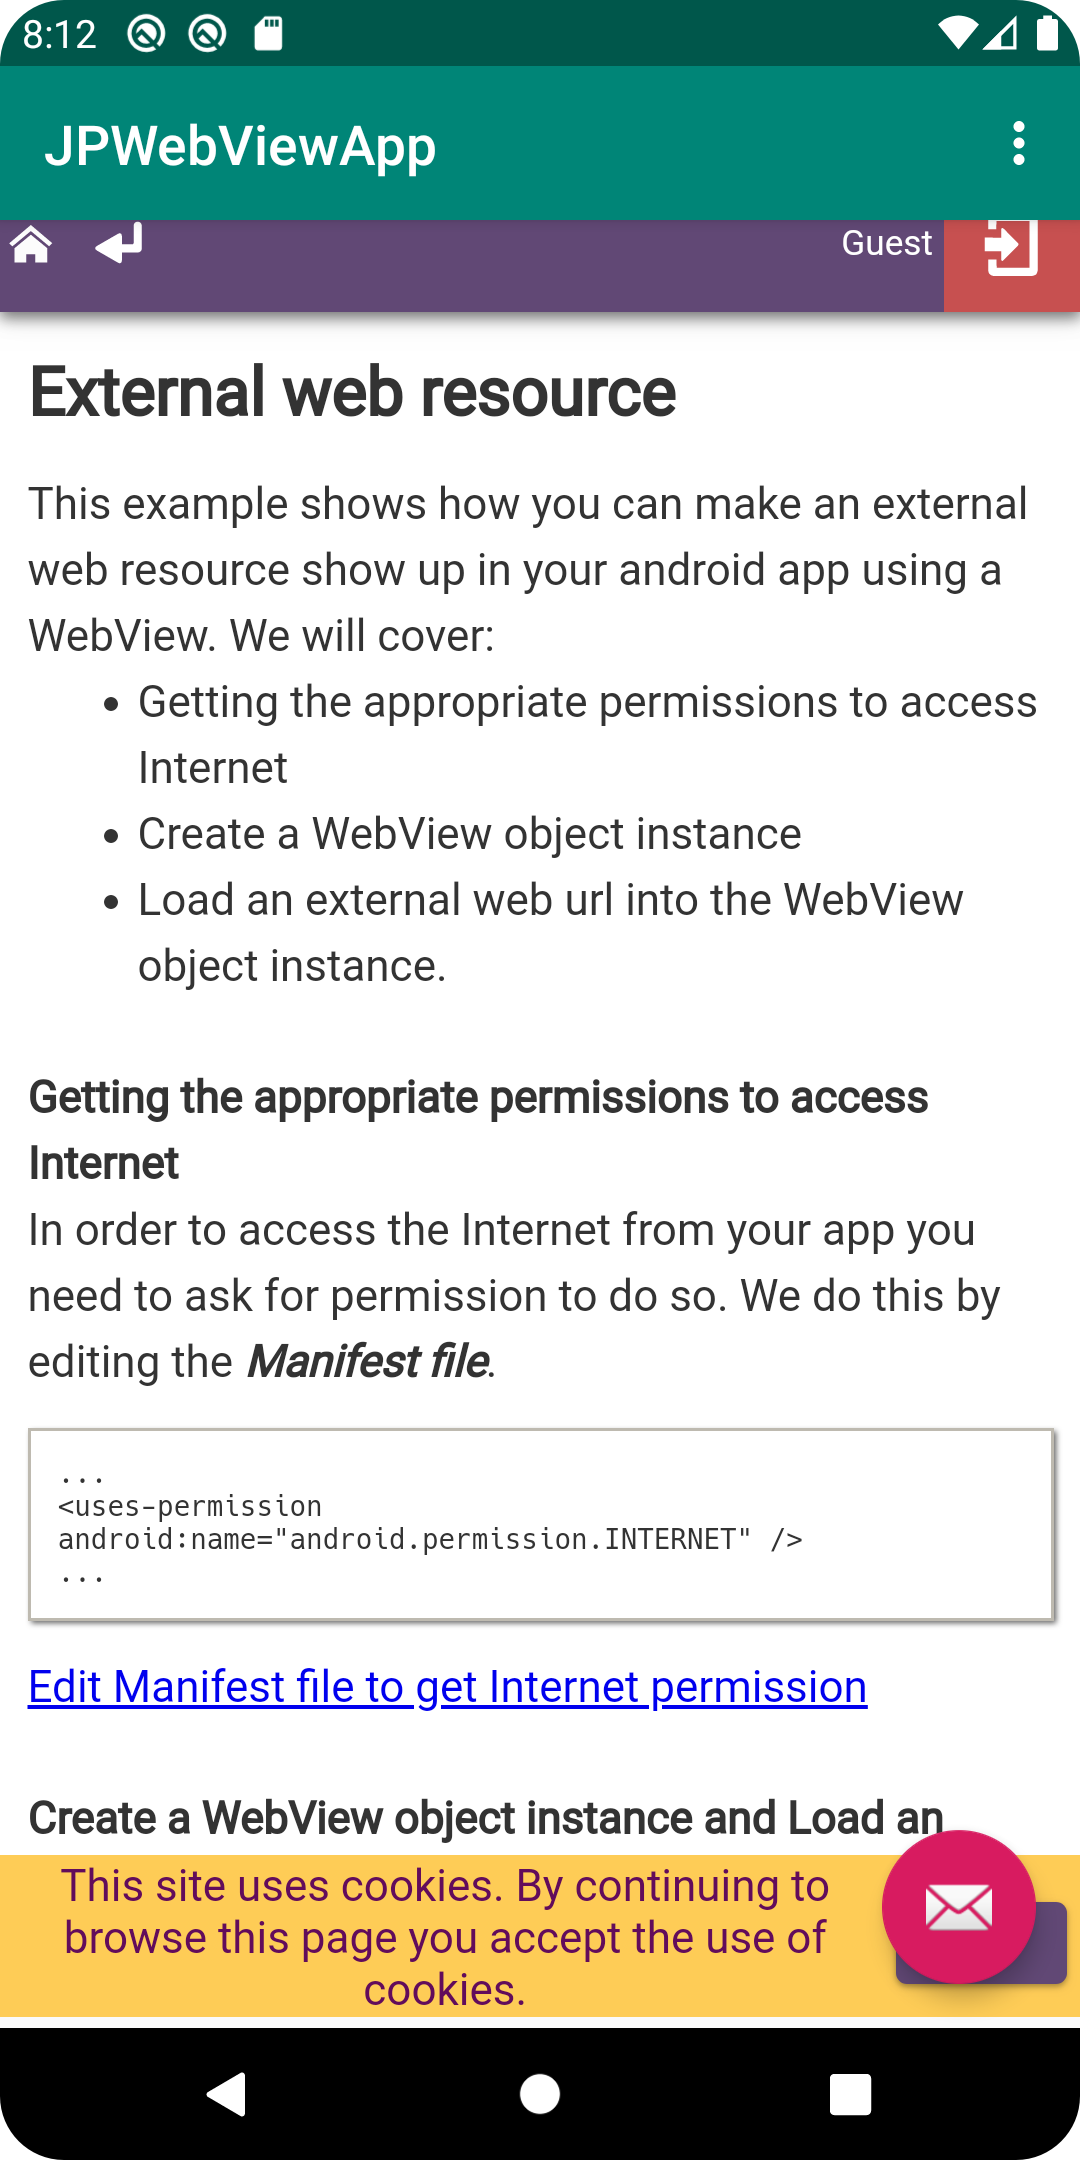 8:12
JPWebViewApp
Guest
External web resource
This example shows how you can make an external
web resource show up in your android app using a
WebView. We will cover:
• Getting the appropriate permissions to access
Internet
• Create a WebView object instance
• Load an external web url into the WebView
object instance.
Getting the appropriate permissions to access
Internet
In order to access the Internet from your app you
need to ask for permission to do so. We do this by
editing the Manifest file.
...
<uses-permission
android:name="android.permission.INTERNET" />
...
Edit Manifest file to get Internet permission
Create a WebView object instance and Load an
This site uses cookies. By continuing to
browse this page you accept the use of
cookies.